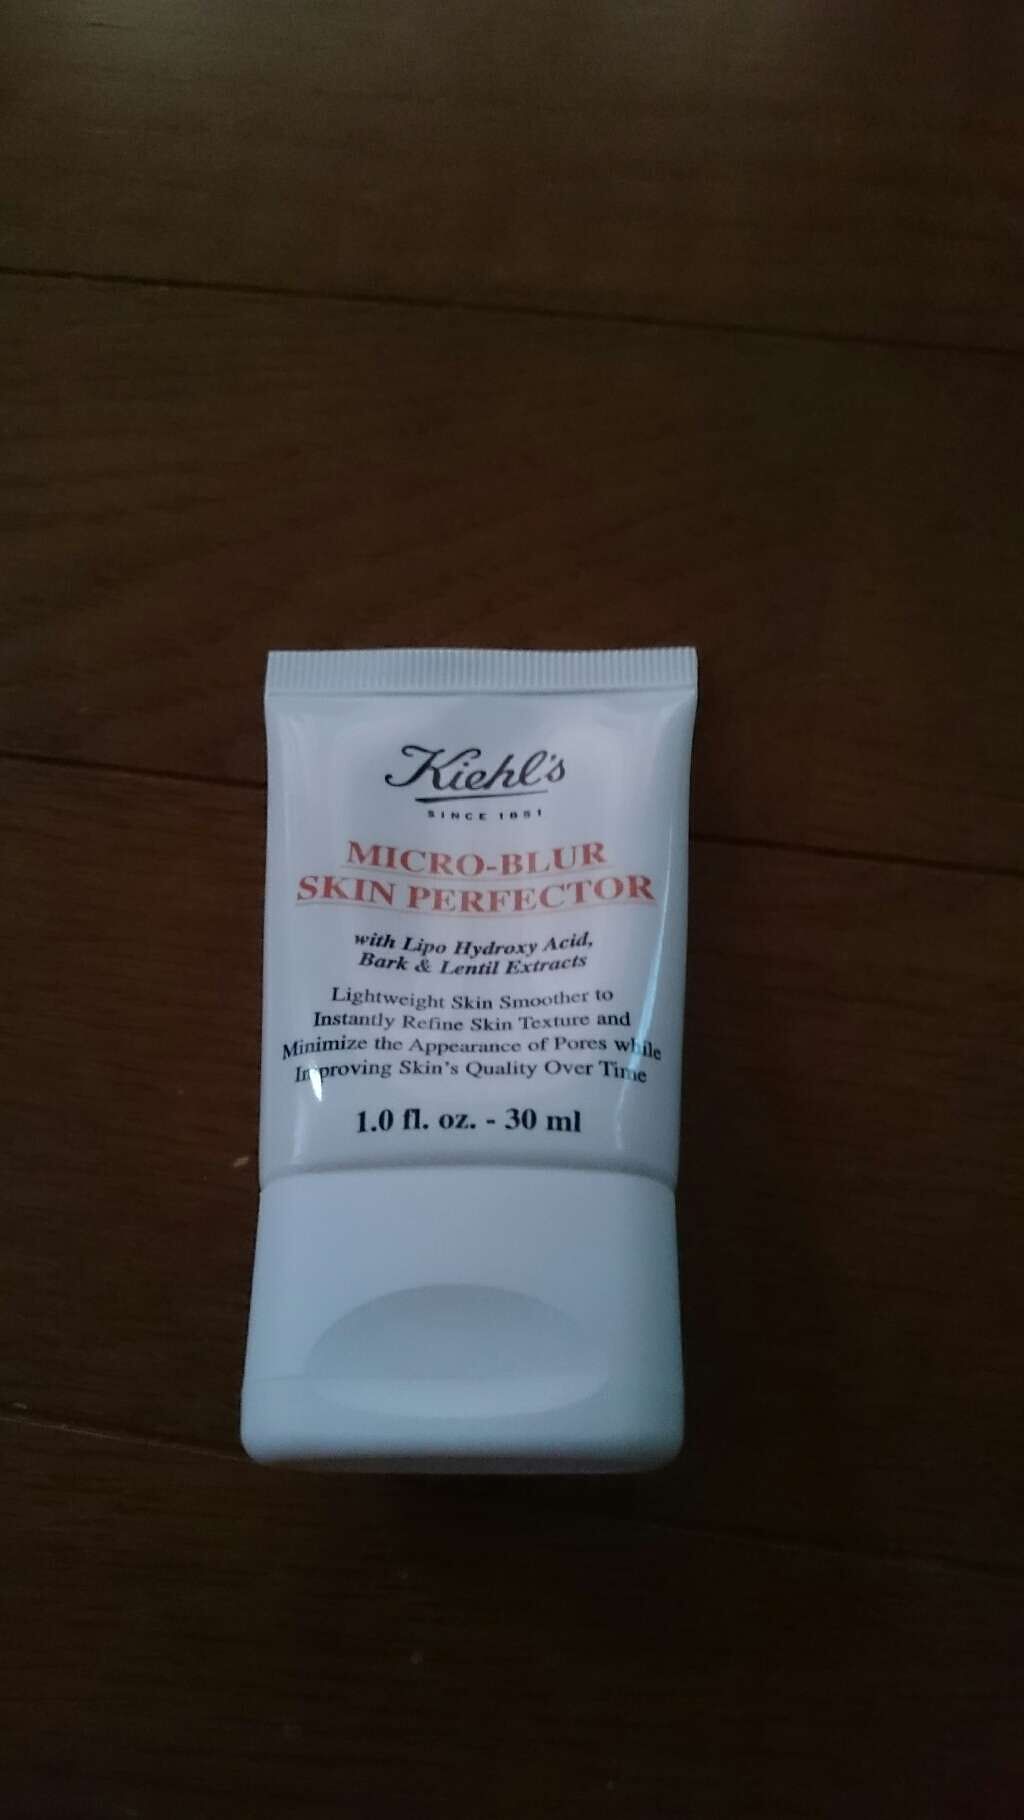 Kiehl's
SINCE 1851
MICRO-BLUR
SKIN PERFECTOR
with Lipo Hydroxy Acid,
Bark & Lentil Extracts
Lightweight Skin Smoother to
Instantly Refine Skin Texture and
Minimize the Appearance of Pores while
Improving Skin's Quality Over Time
1.0 fl. oz. - 30 ml